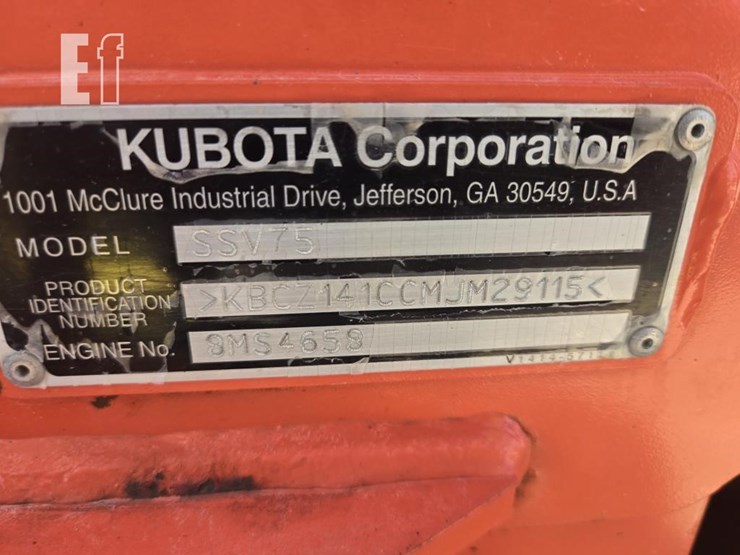 Ef
KUBOTA Corporation
1001 McClure Industrial Drive, Jefferson, GA 30549, U.S.A
MODEL SSV75
PRODUCT
IDENTIFICATION
NUMBER
>KBCZ141CCMJM29115<
ENGINE No. 8MS4658